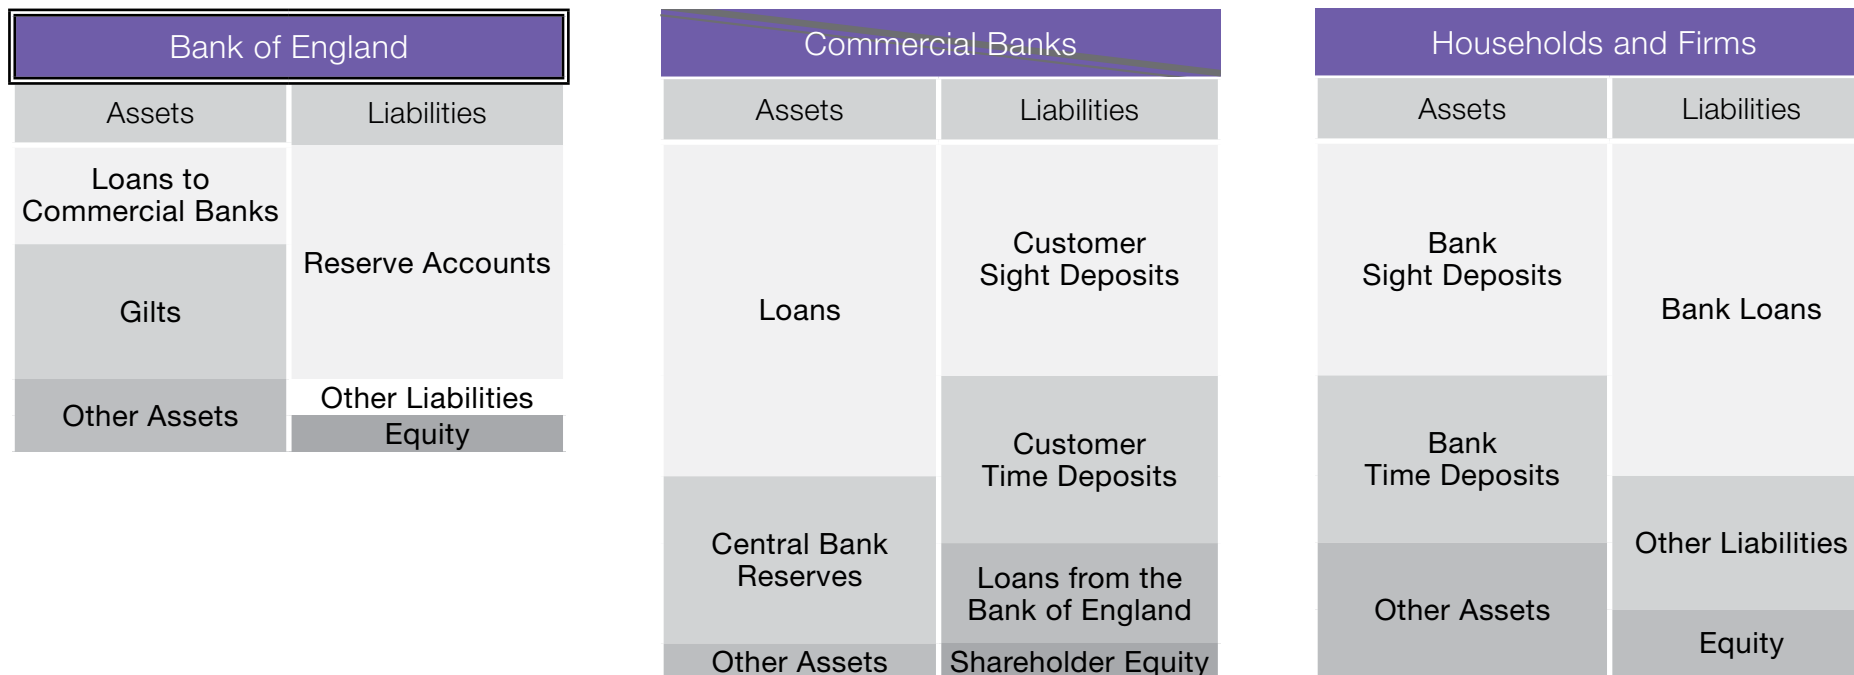 Bank of England
Assets
Liabilities
Loans to
Commercial Banks
Gilts
Other Assets
Reserve Accounts
Other Liabilities
Equity
Commercial Banks
Assets
Liabilities
Loans
Central Bank
Reserves
Other Assets
Customer
Sight Deposits
Customer
Time Deposits
Loans from the
Bank of England
Shareholder Equity
Households and Firms
Assets
Liabilities
Bank
Sight Deposits
Bank
Time Deposits
Other Assets
Bank Loans
Other Liabilities
Equity